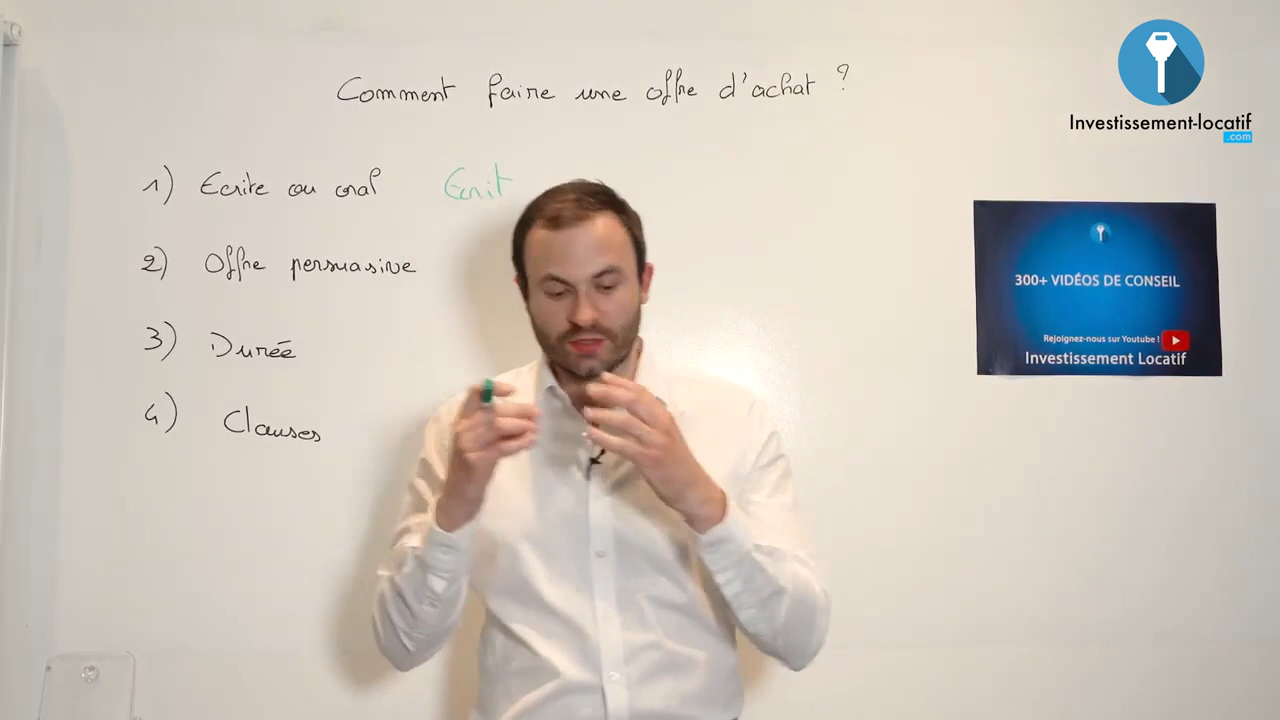 Comment faire une offre d'achat ?
Investissement-locatif
.com
1) Ecrite ou oral
Ecrit
2) Offre persuasive
3) Durée
4) Clauses
300+ VIDÉOS DE CONSEIL
Rejoignez-nous sur Youtube !
Investissement Locatif